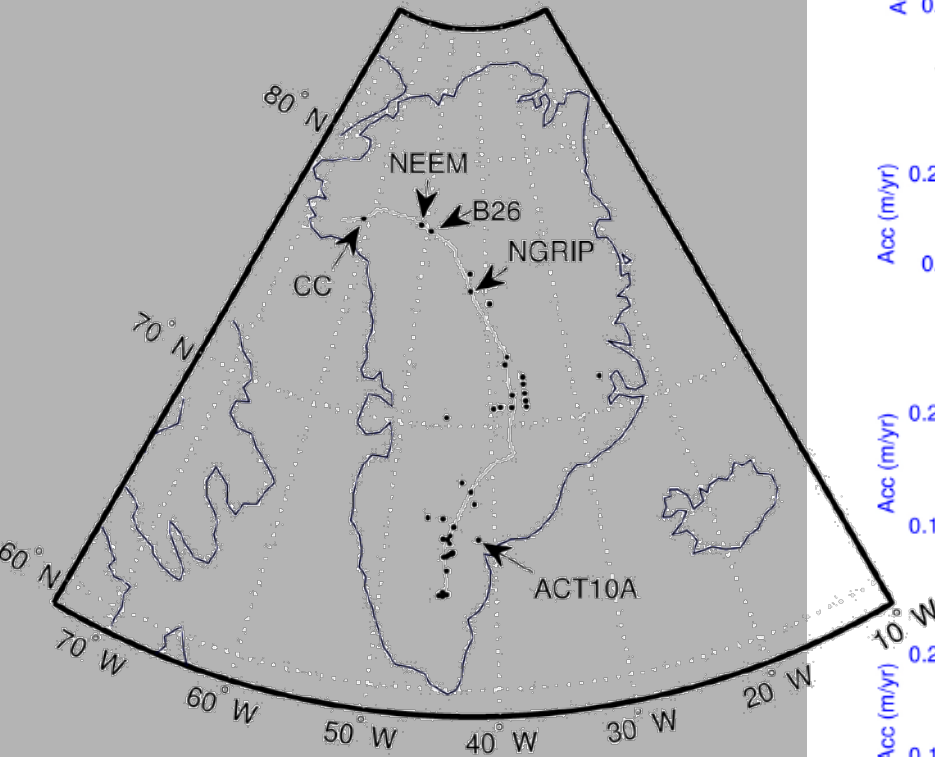 80° N
NEEM
B26
NGRIP
CC
70° N
60° N
ACT10A
70° W
60° W
50° W
40° W
30° W
20° W
10° W
Acc (m/yr)
0.2
Acc (m/yr)
0.2
0.1
Acc (m/yr)
0.2